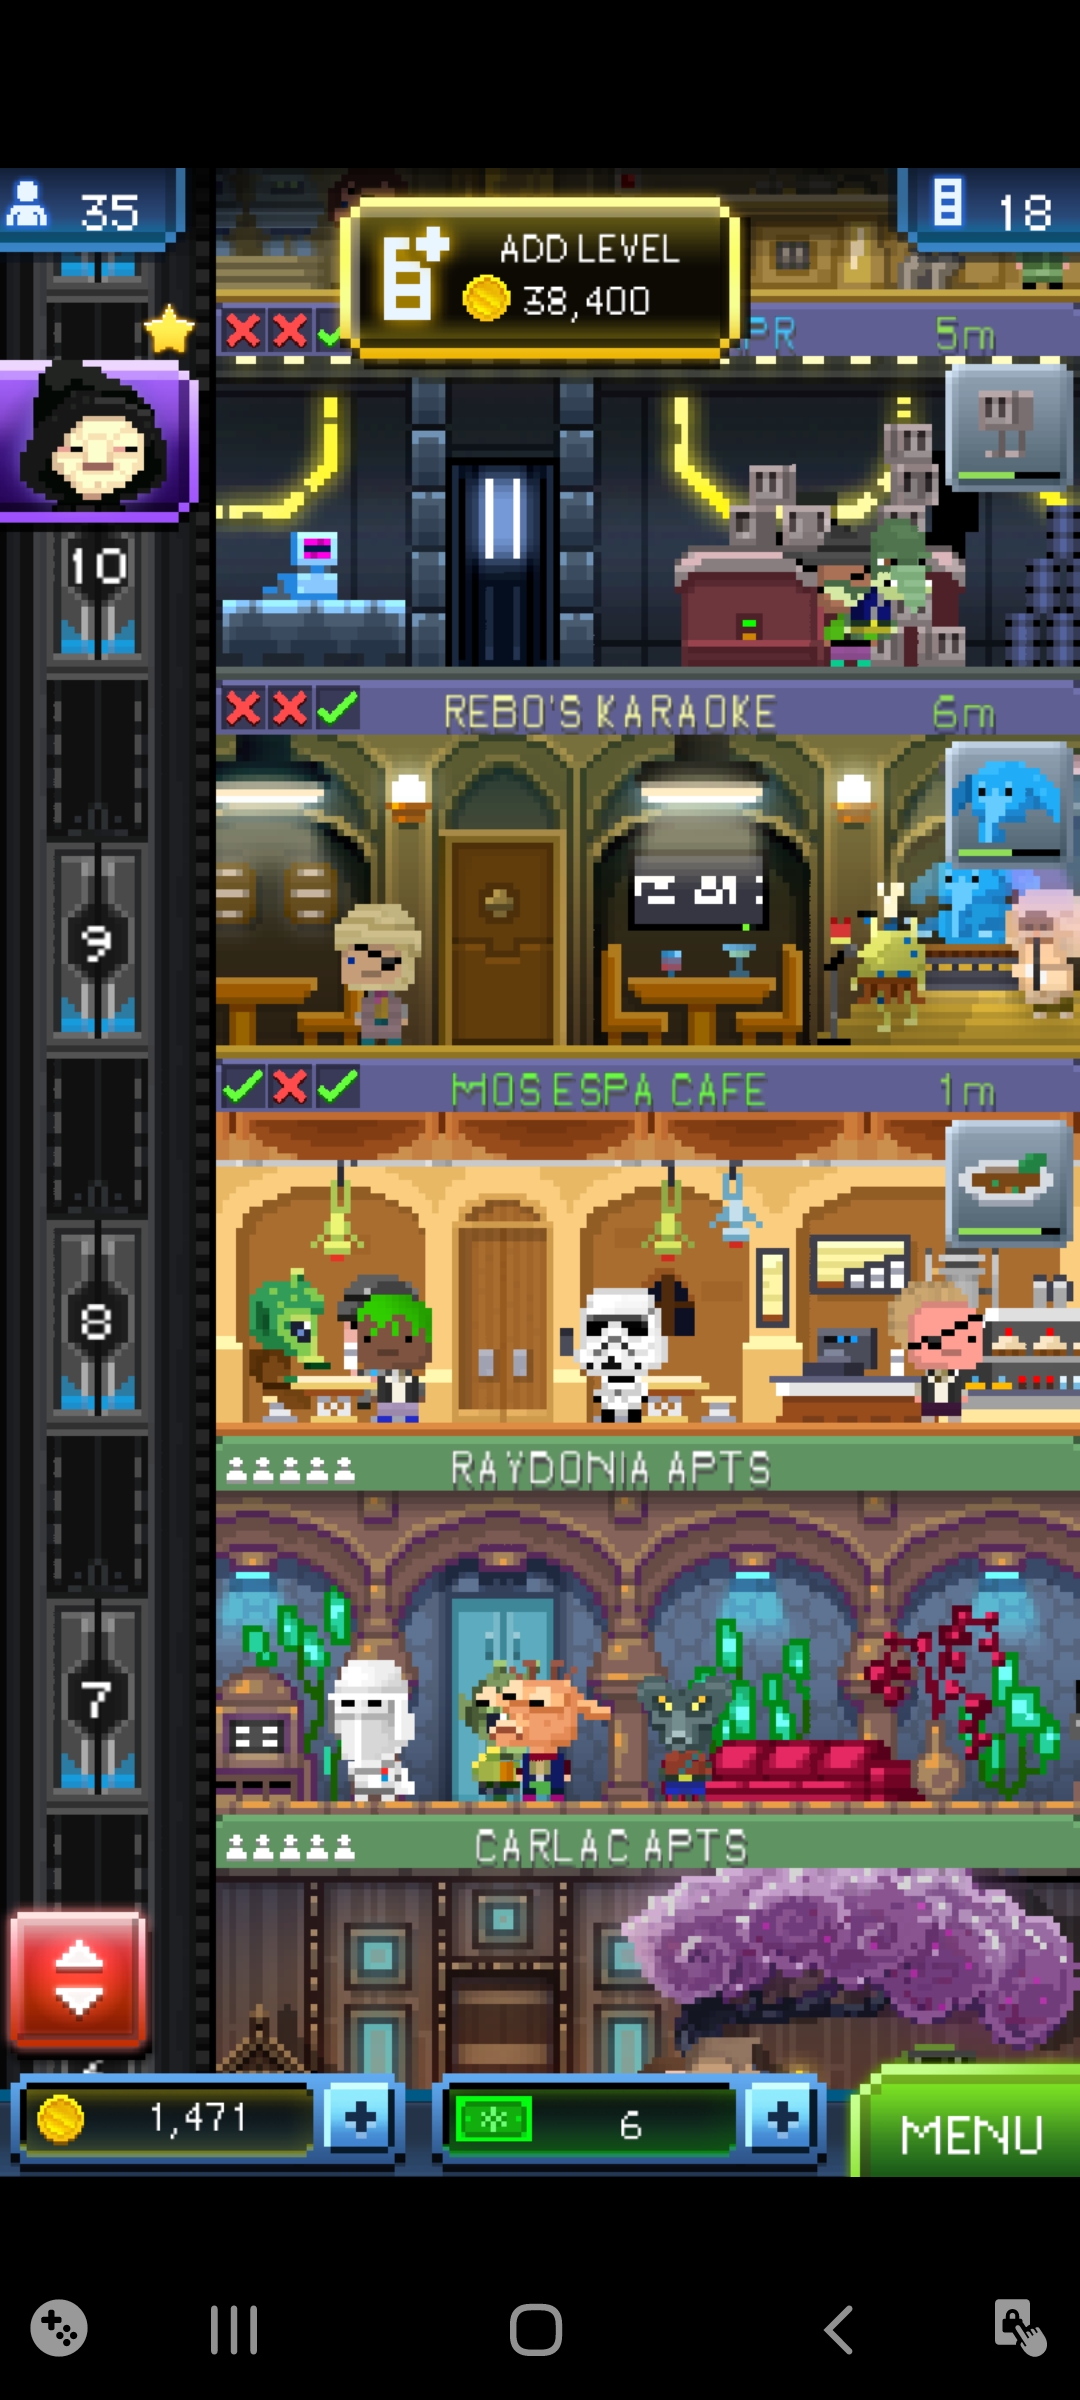 35
ADD LEVEL
38,400
18
PR
5m
10
REBO'S KARAOKE
6m
9
MOS ESPA CAFE
1m
8
RAYDONIA APTS
7
CARLAC APTS
1,471
6
MENU